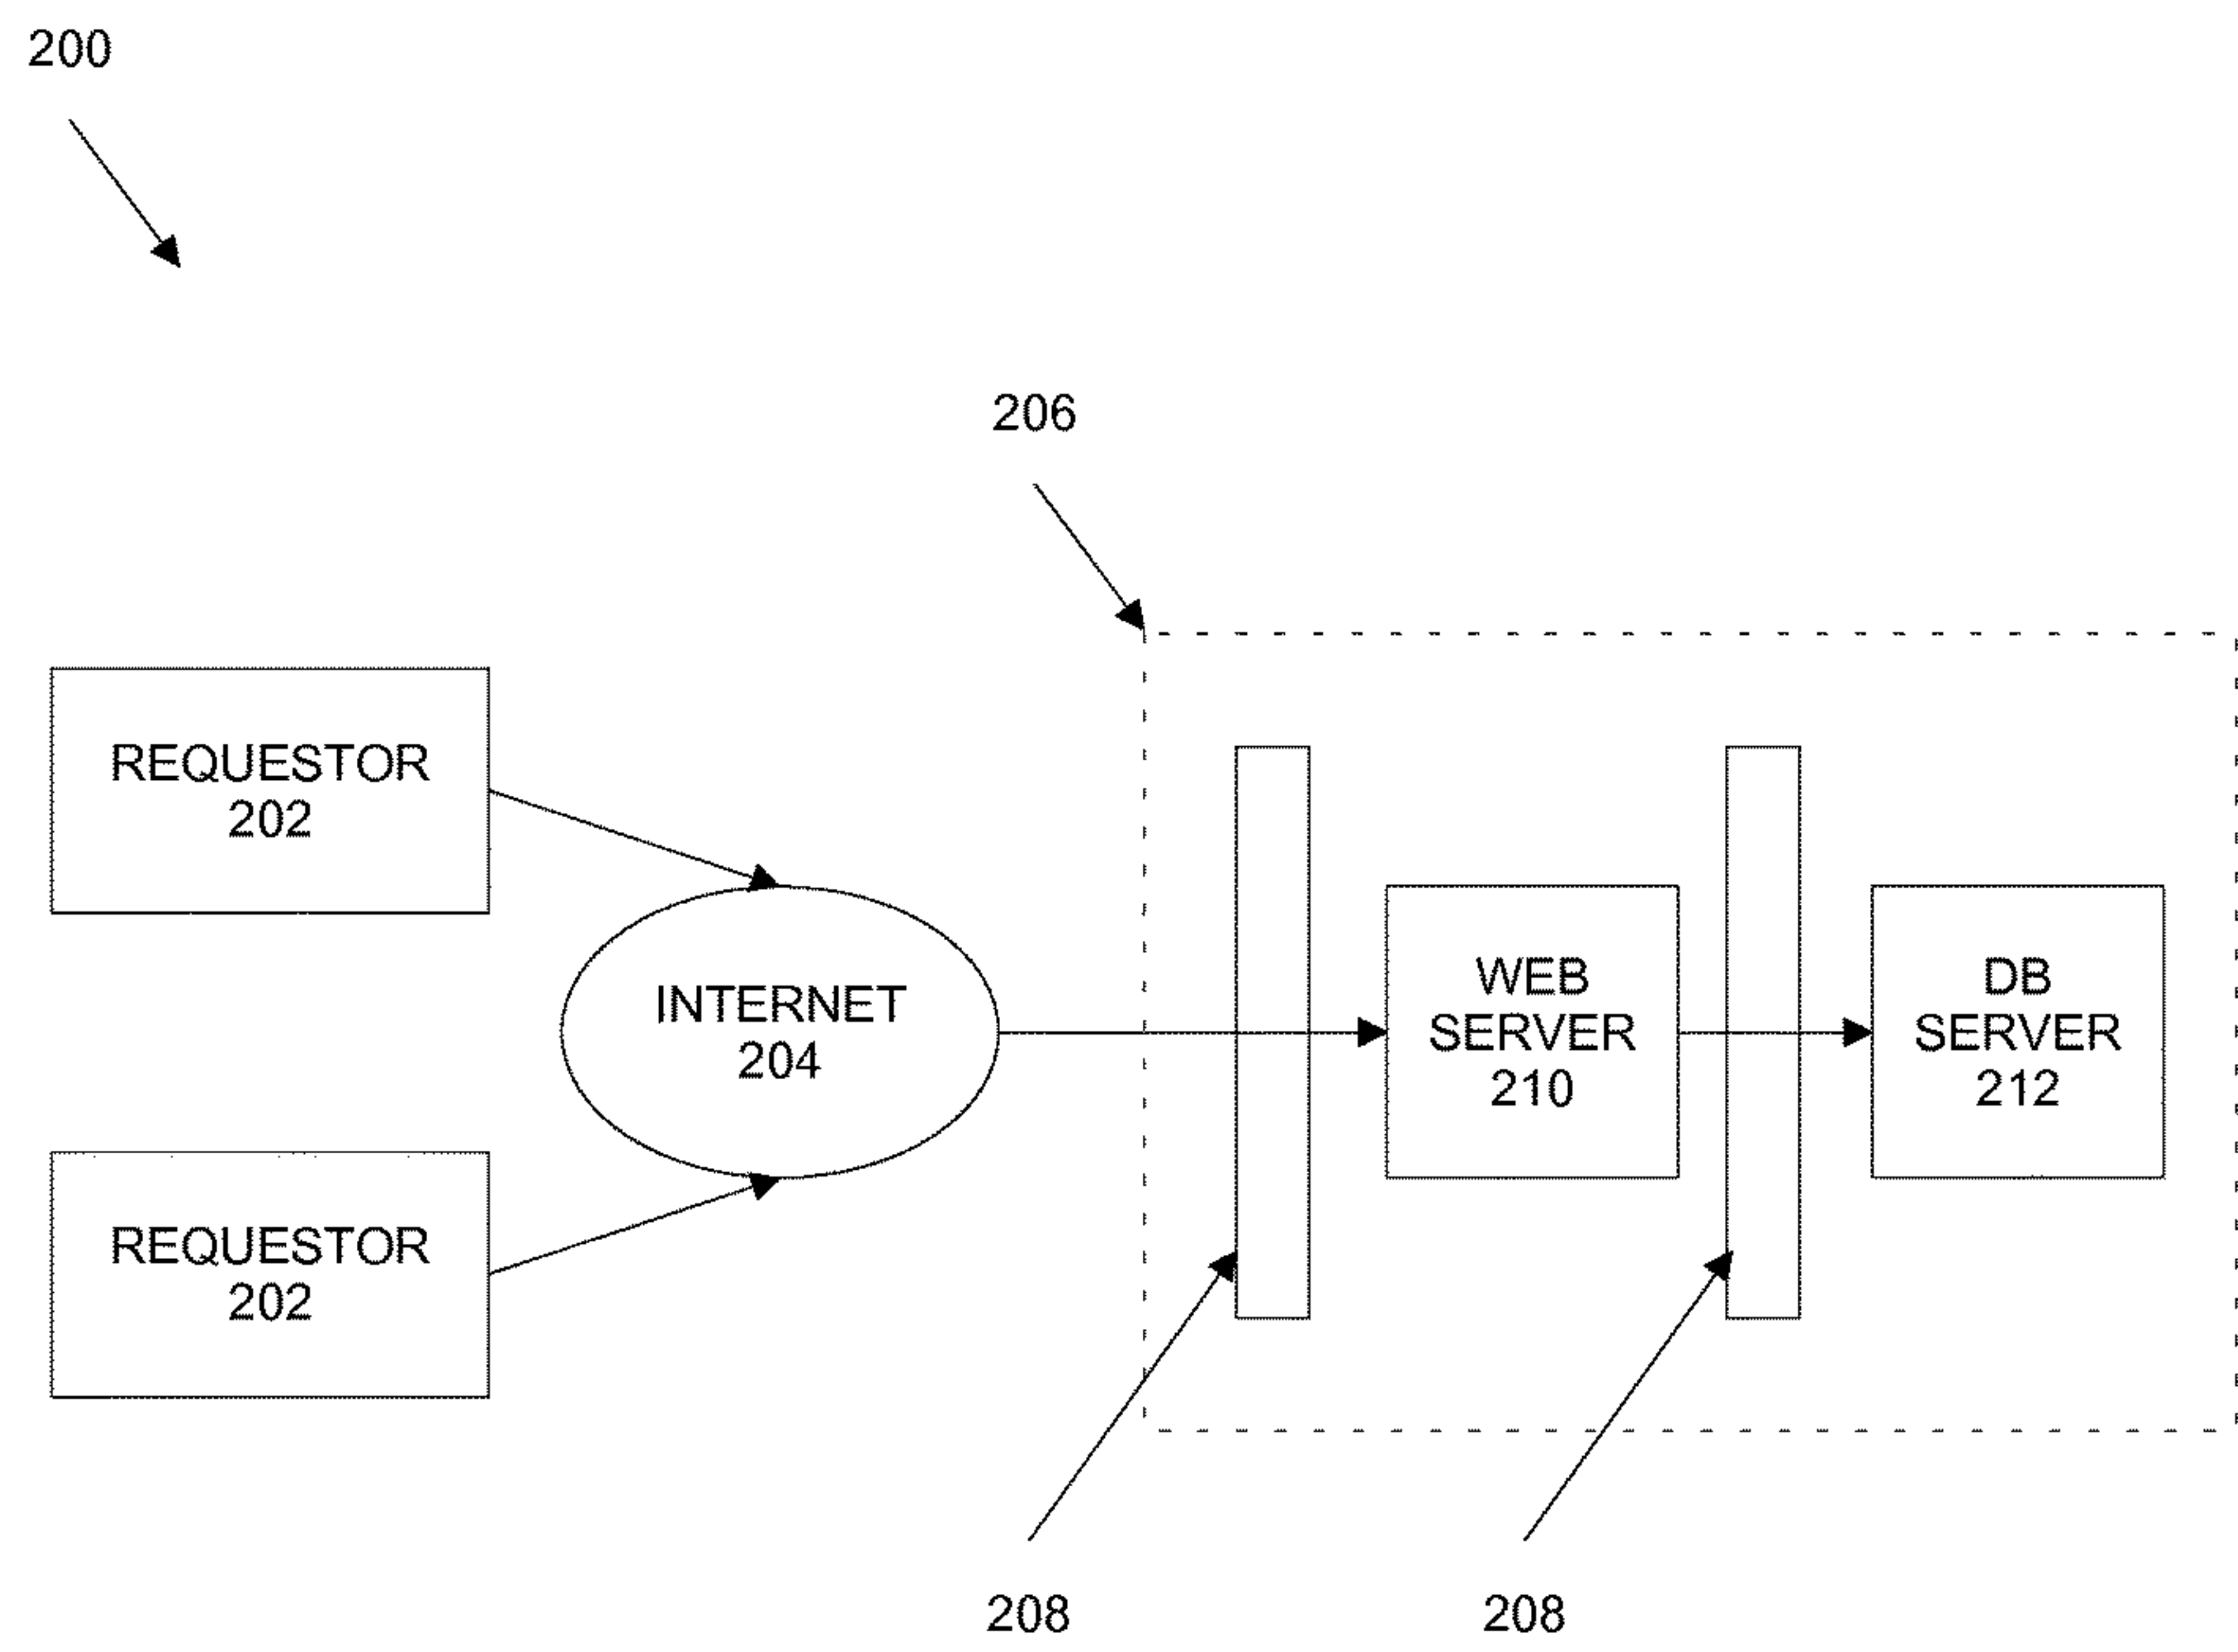 200
206
REQUESTOR
202
INTERNET
204
WEB
SERVER
210
DB
SERVER
212
REQUESTOR
202
208
208